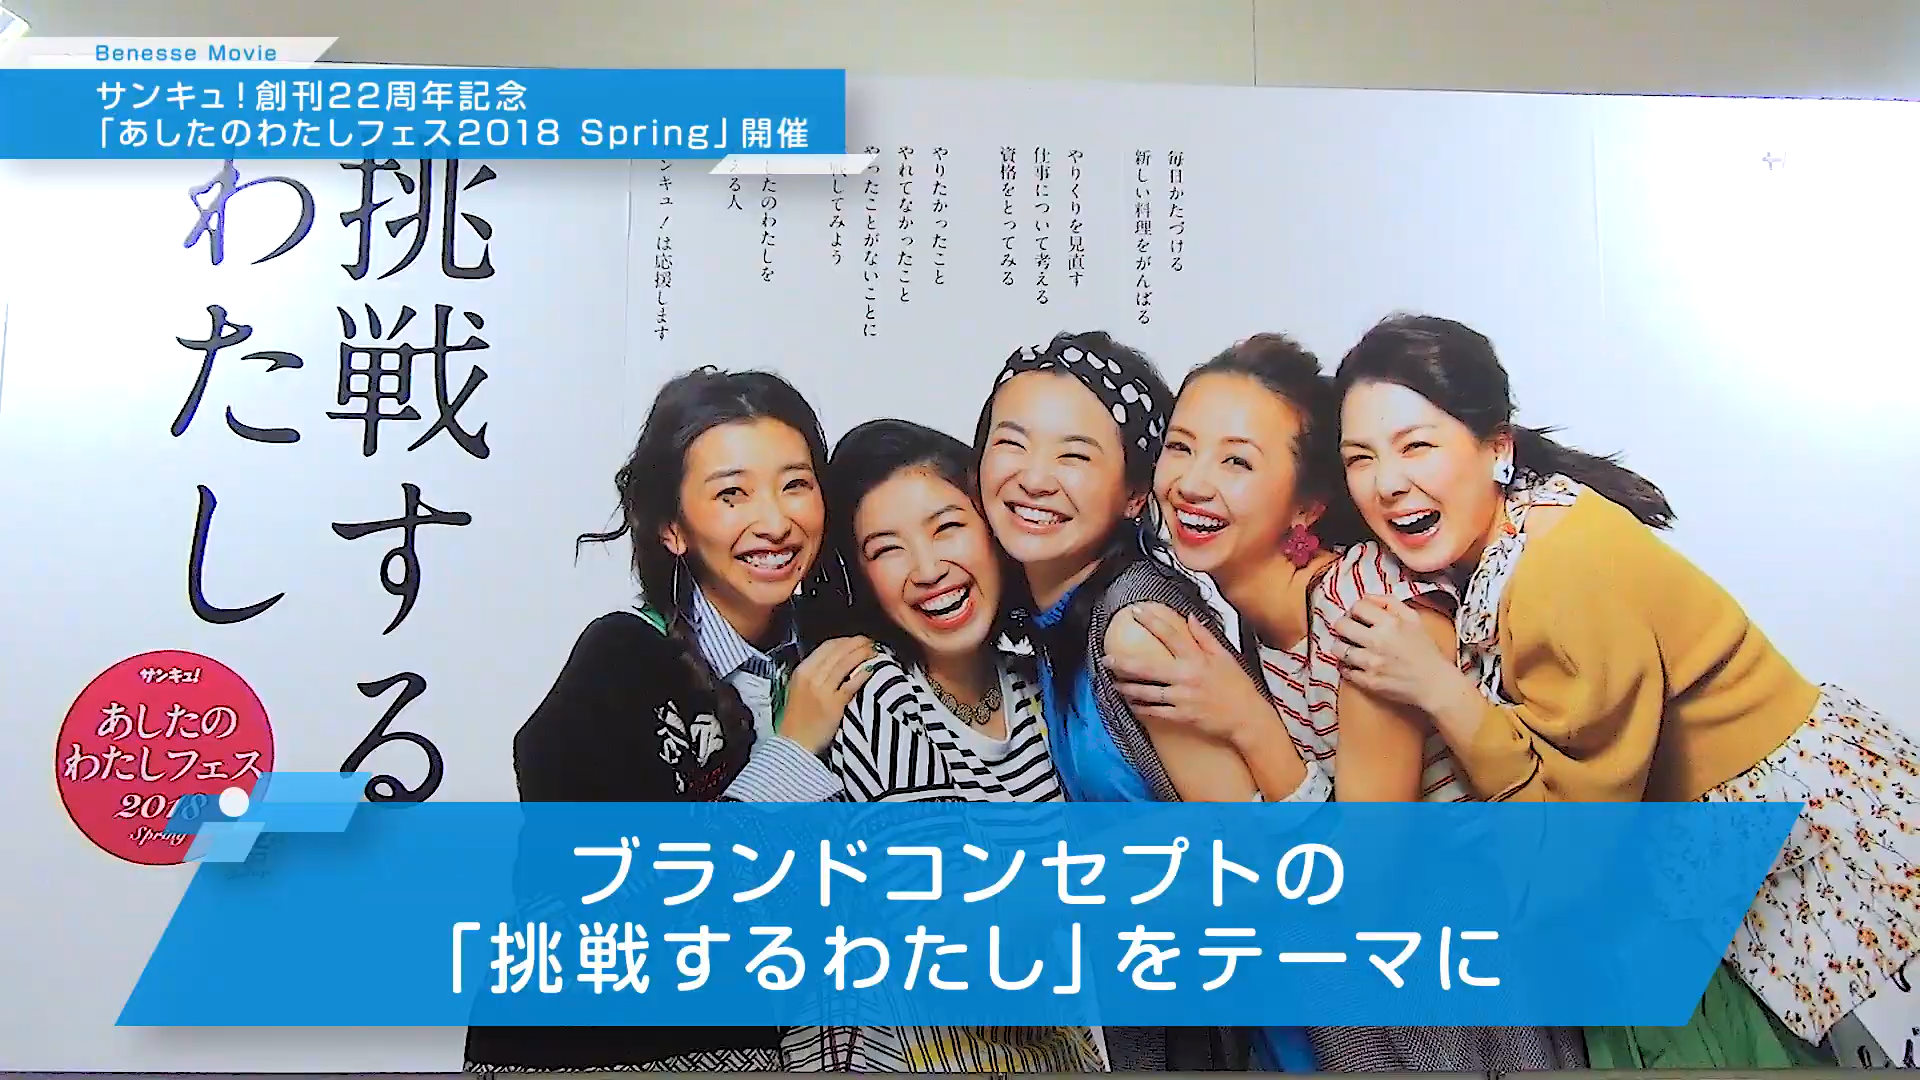 Benesse Movie
サンキュ!創刊22周年記念
「あしたのわたしフェス2018 Spring」開催
挑戦する
わたし
毎日かたづける
新しい料理をがんばる
やりくりを見直す
仕事について考える
資格をとってみる
やりたかったこと
やれてなかったこと
やったことがないことに
してみよう
したのわたしを
える人
ンキュ!は応援します
サンキュ!
あしたの
わたしフェス
2018
Spring
ブランドコンセプトの
「挑戦するわたし」をテーマに